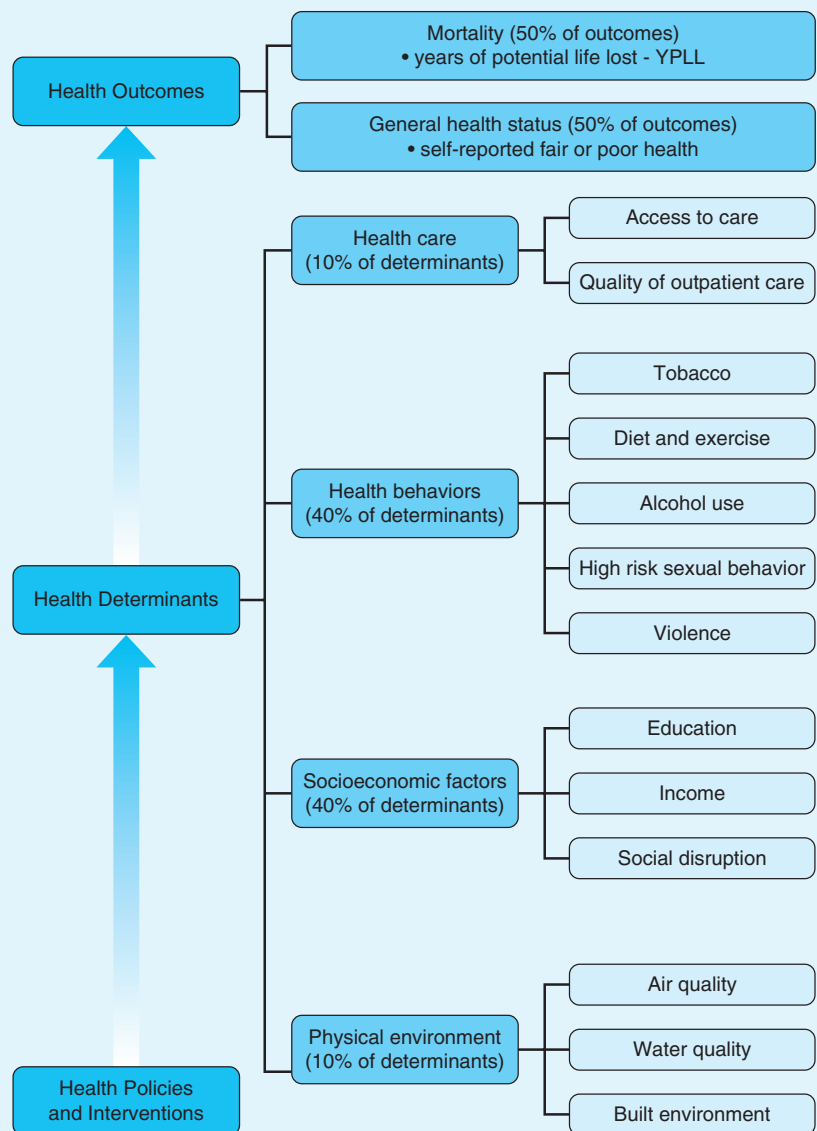 Health Outcomes
Mortality (50% of outcomes)
• years of potential life lost - YPLL
General health status (50% of outcomes)
• self-reported fair or poor health
Health Determinants
Health care
(10% of determinants)
Access to care
Quality of outpatient care
Health behaviors
(40% of determinants)
Tobacco
Diet and exercise
Alcohol use
High risk sexual behavior
Violence
Socioeconomic factors
(40% of determinants)
Education
Income
Social disruption
Physical environment
(10% of determinants)
Air quality
Water quality
Built environment
Health Policies
and Interventions